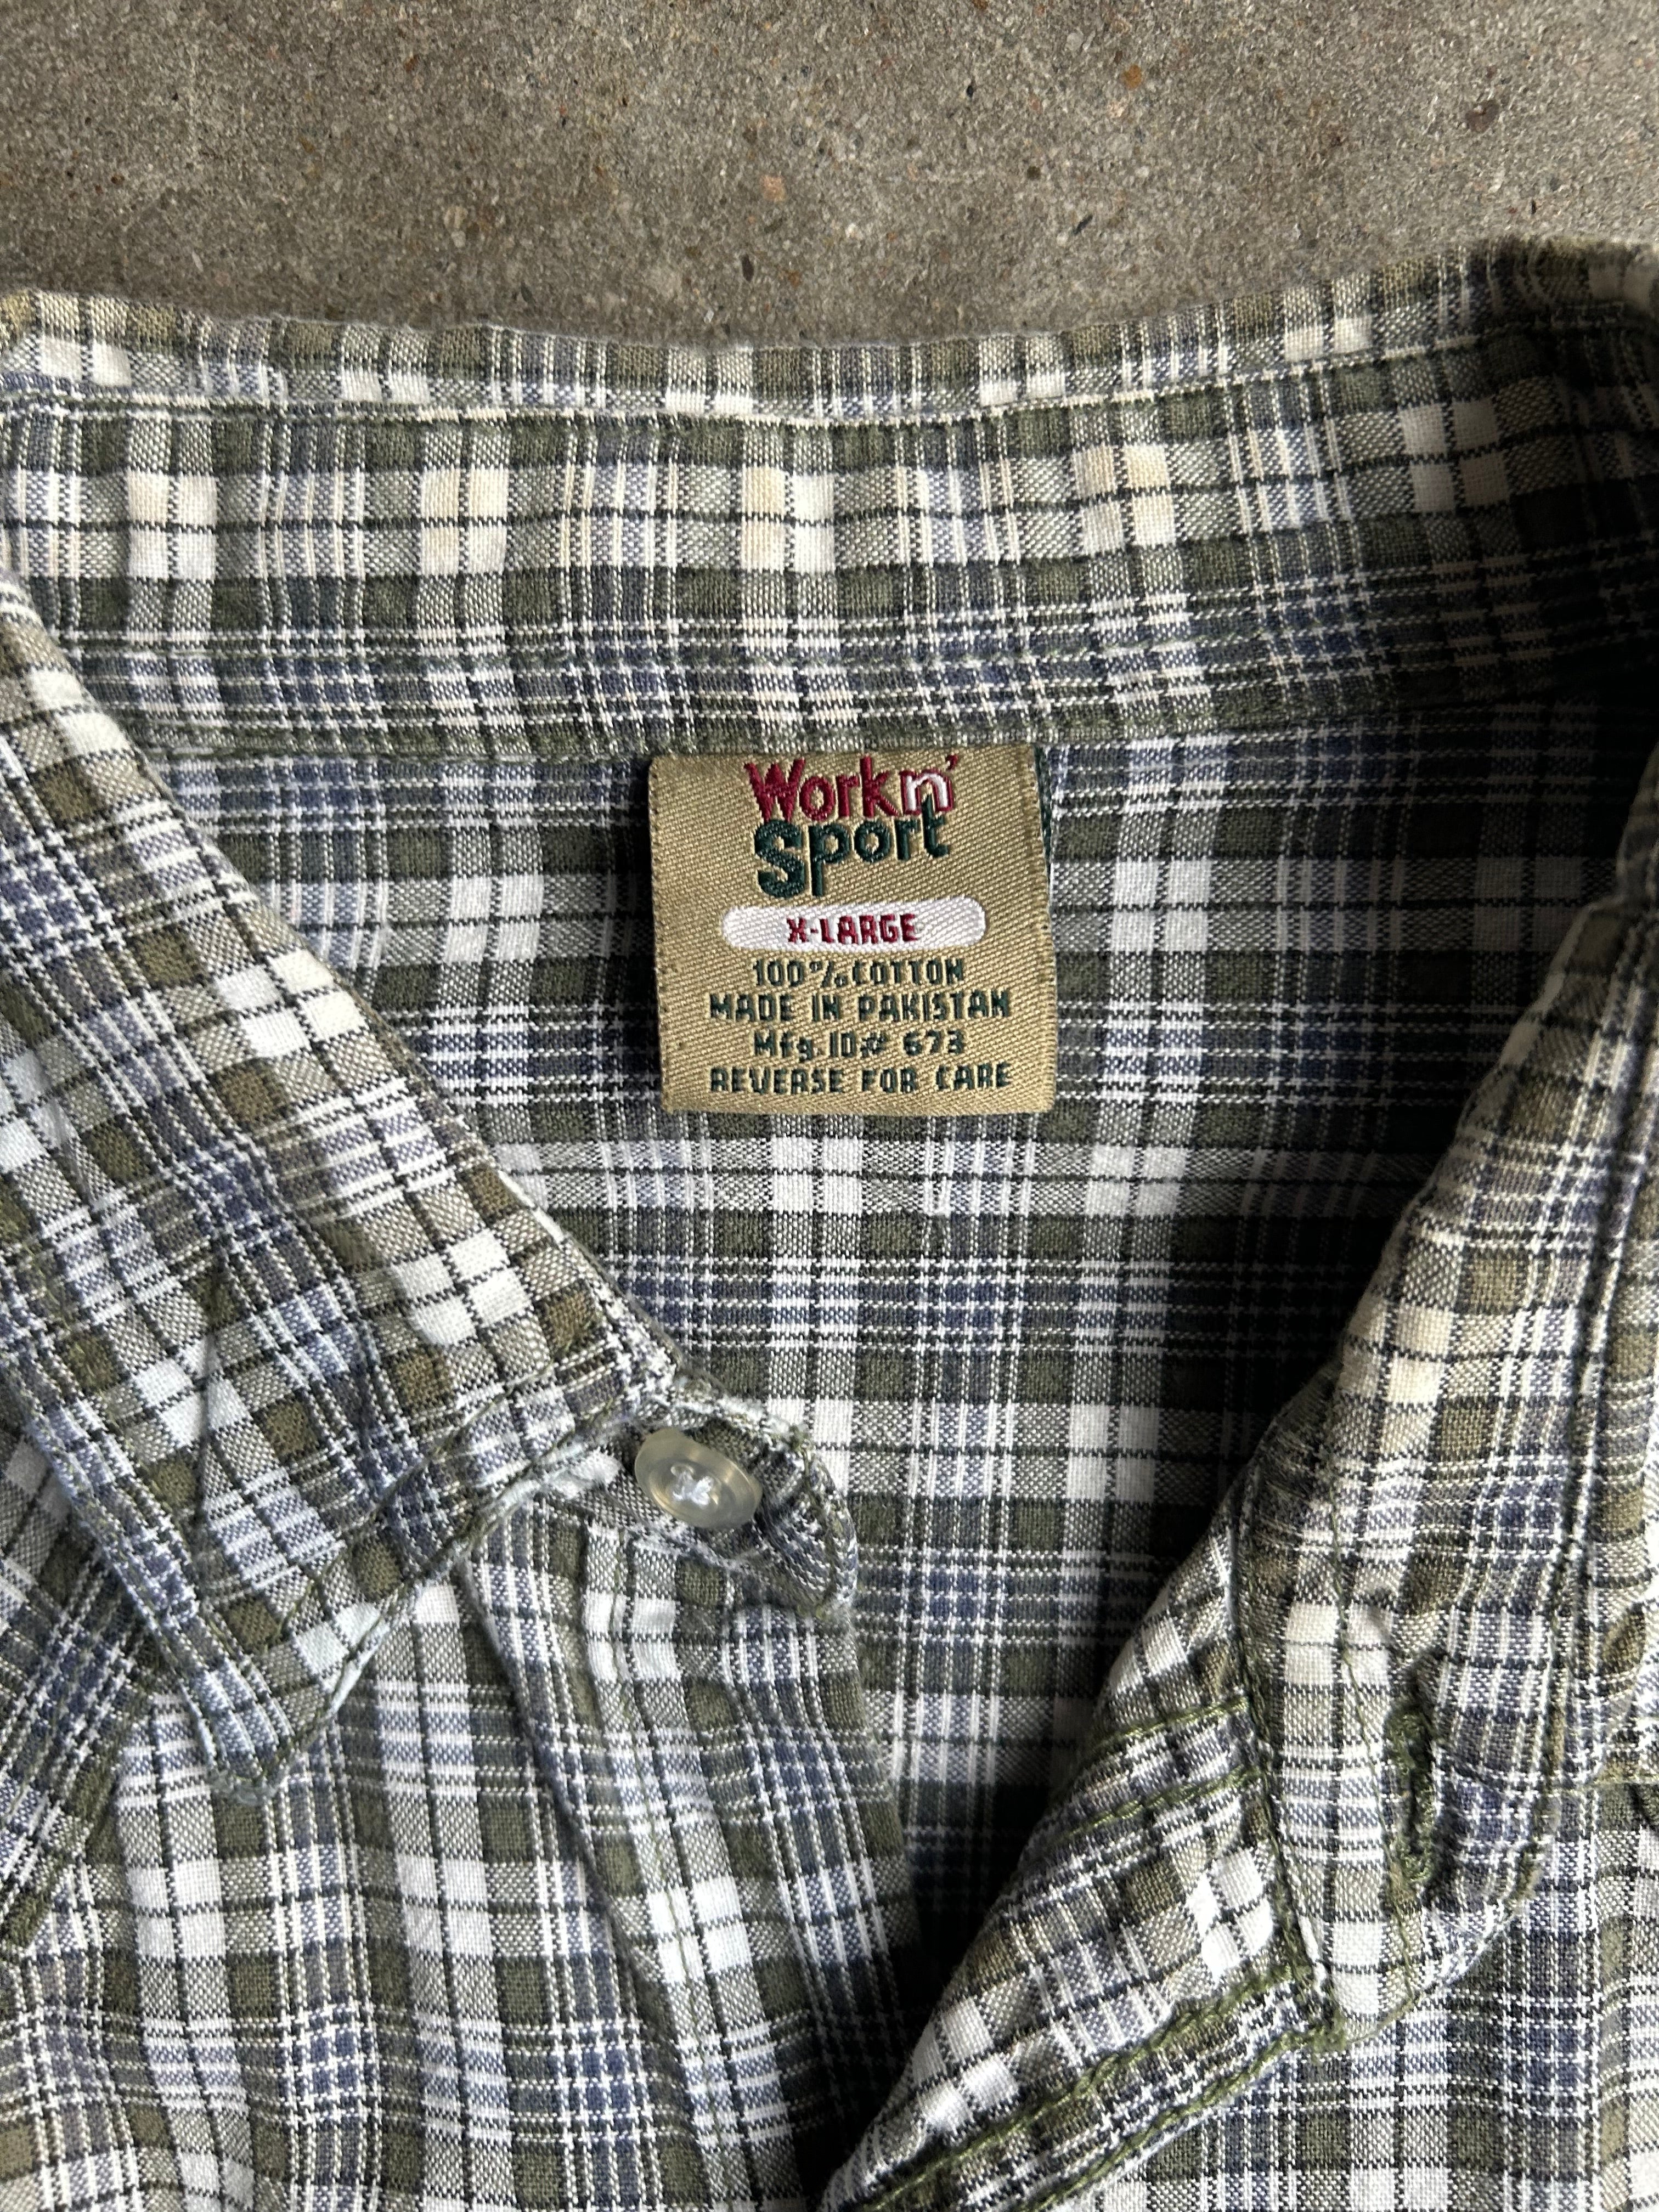 Work n'
Sport
X-LARGE
100% COTTON
MADE IN PAKISTAN
Mfg. ID# 673
REVERSE FOR CARE